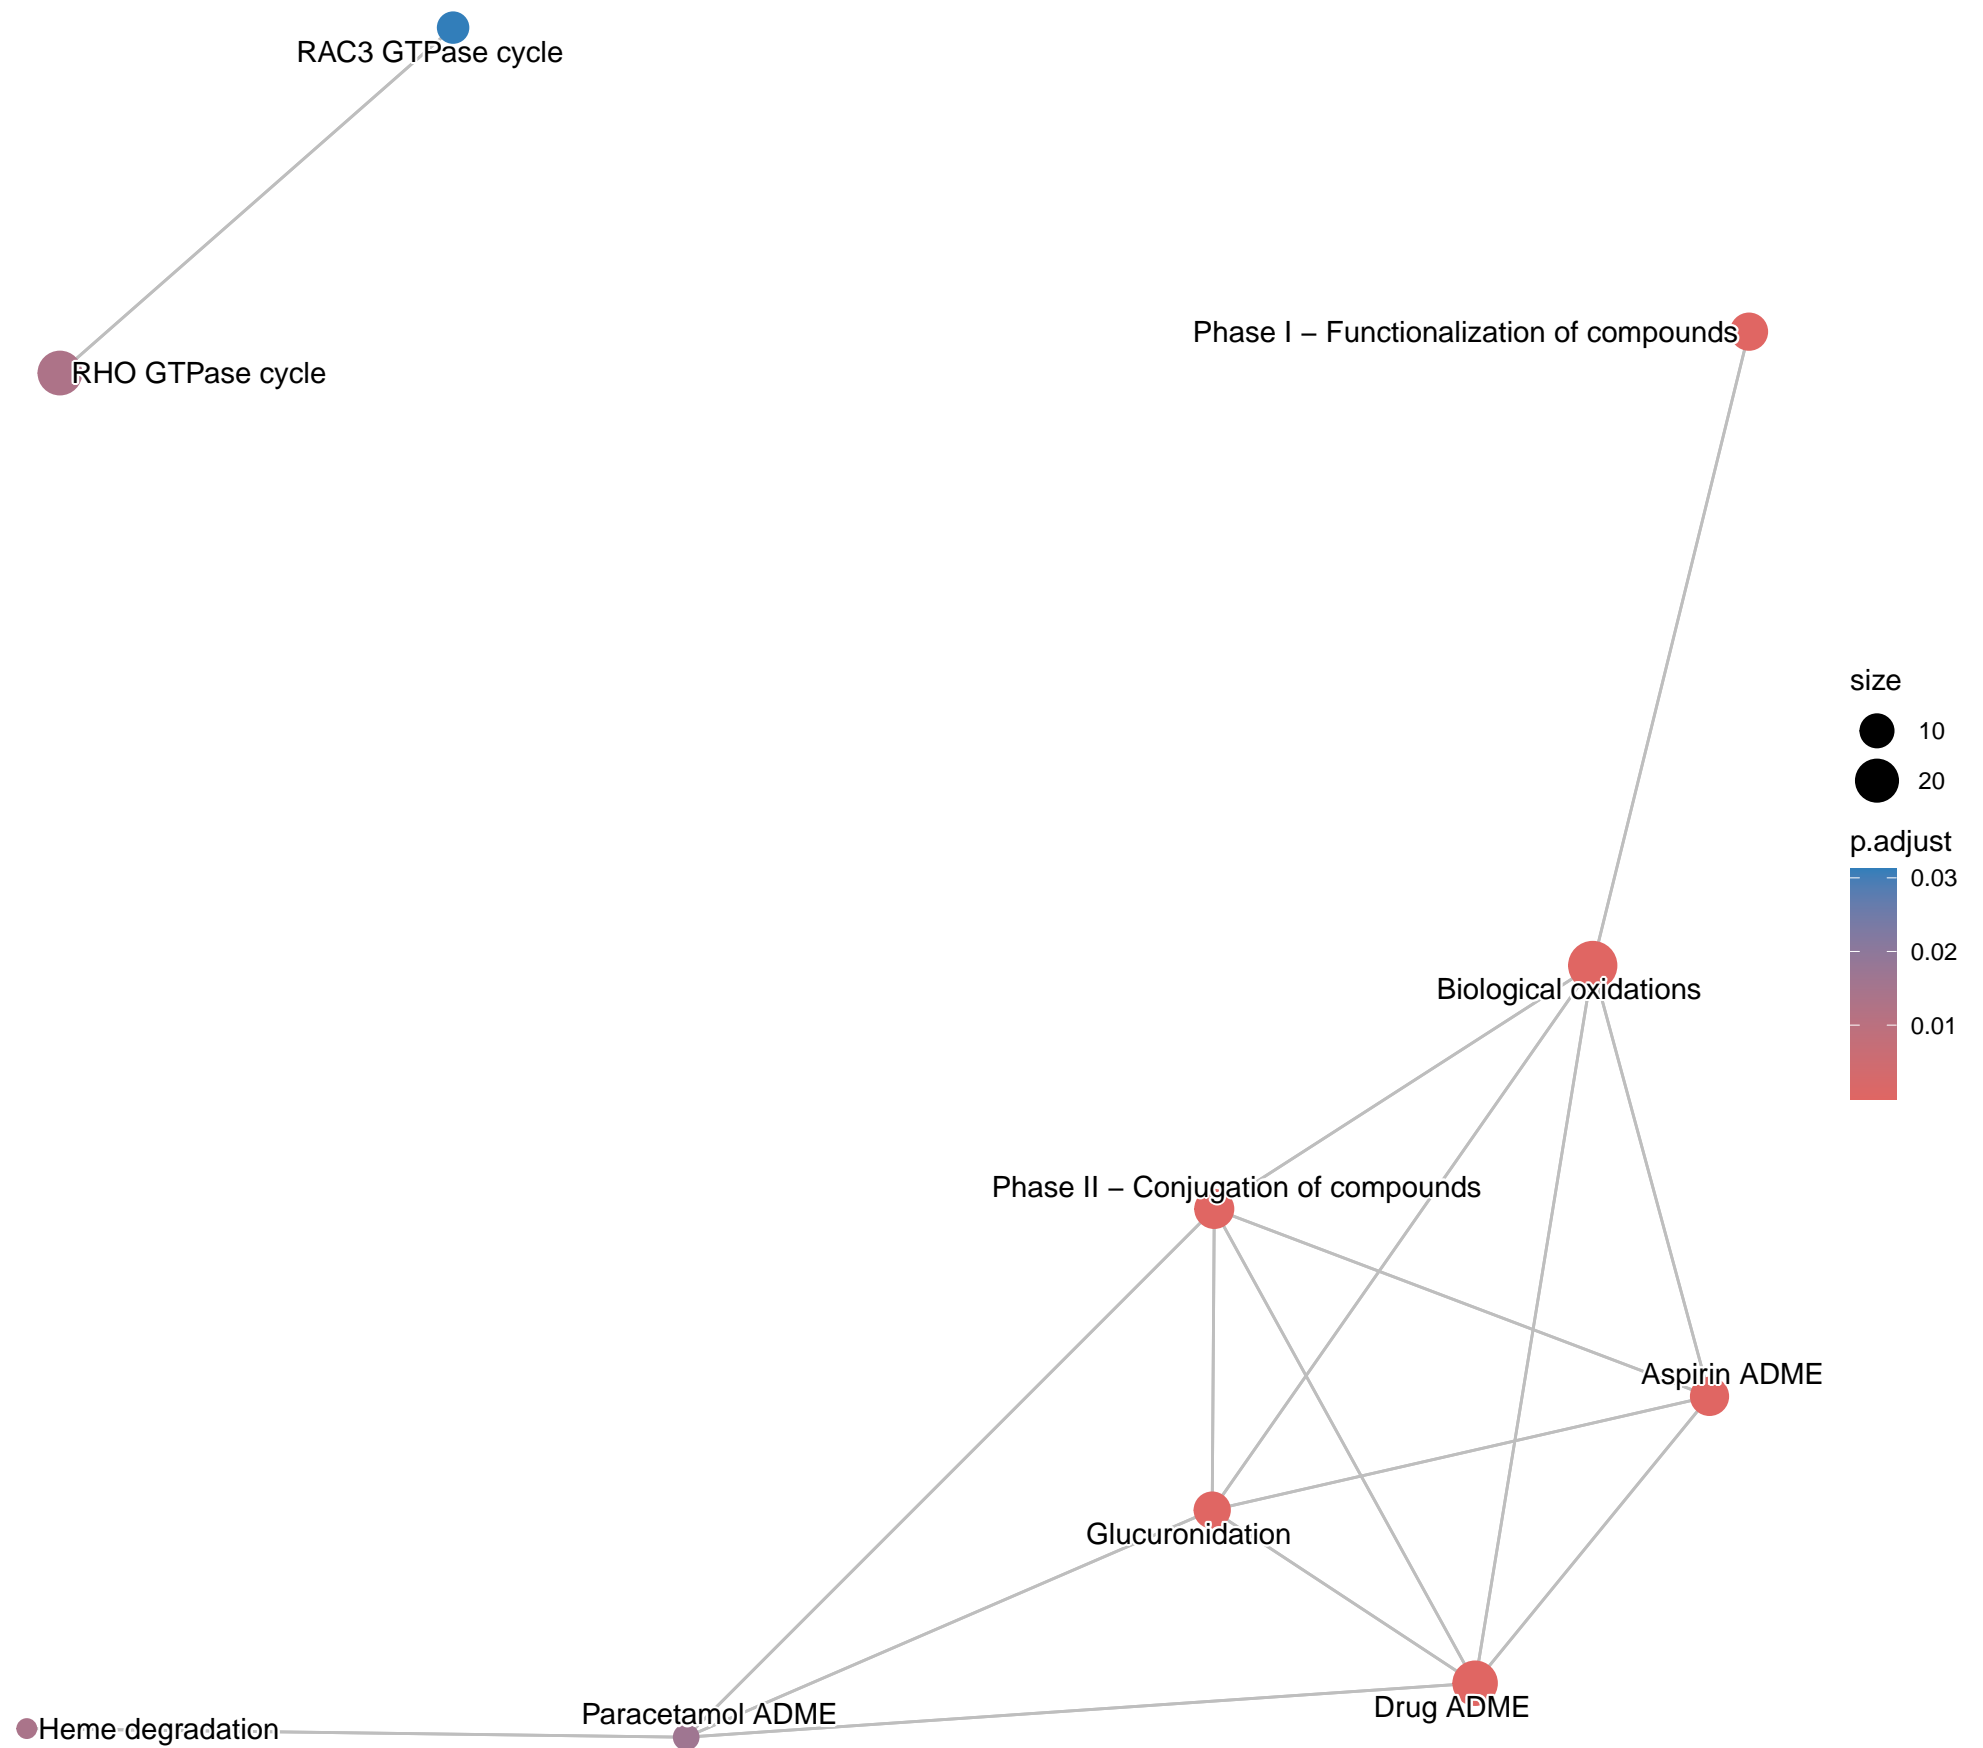 RAC3 GTPase cycle
Phase I – Functionalization of compounds
RHO GTPase cycle
size
10
20
p.adjust
0.03
0.02
0.01
Biological oxidations
Phase II – Conjugation of compounds
Aspirin ADME
Glucuronidation
Drug ADME
Paracetamol ADME
Heme degradation